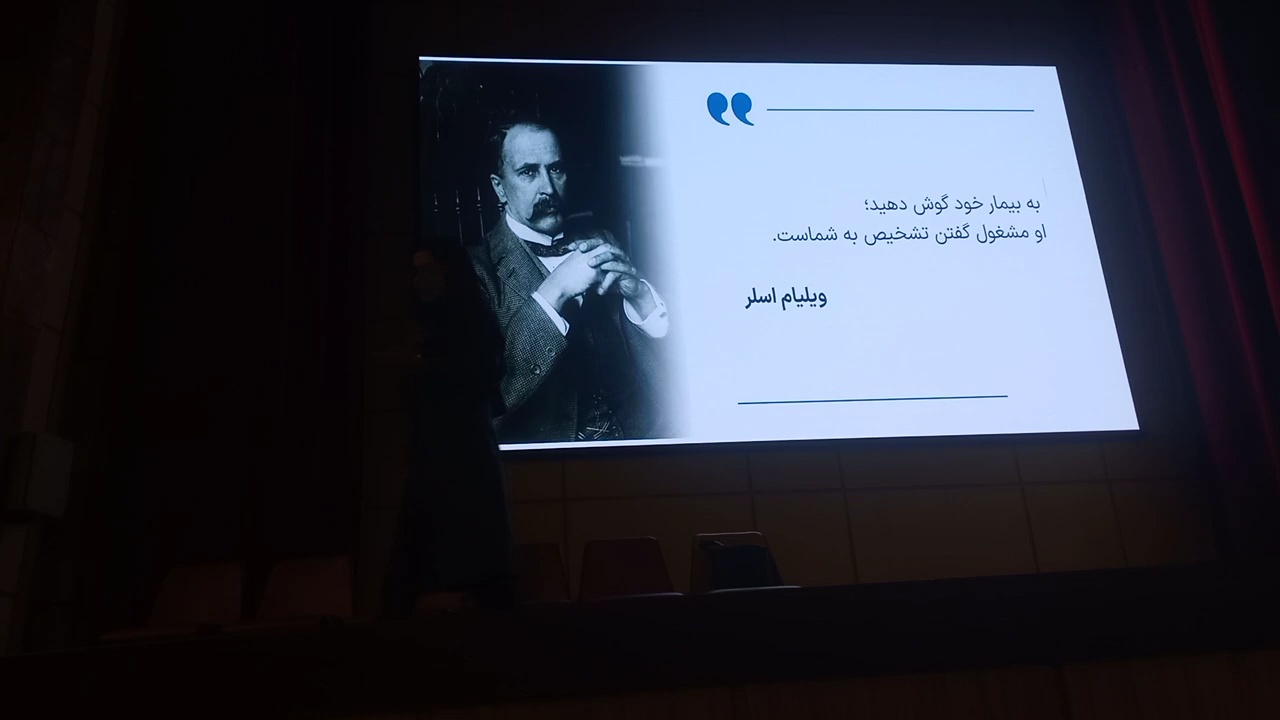 به بیمار خود گوش دهید؛
او مشغول گفتن تشخیص به شماست.
ویلیام اسلر